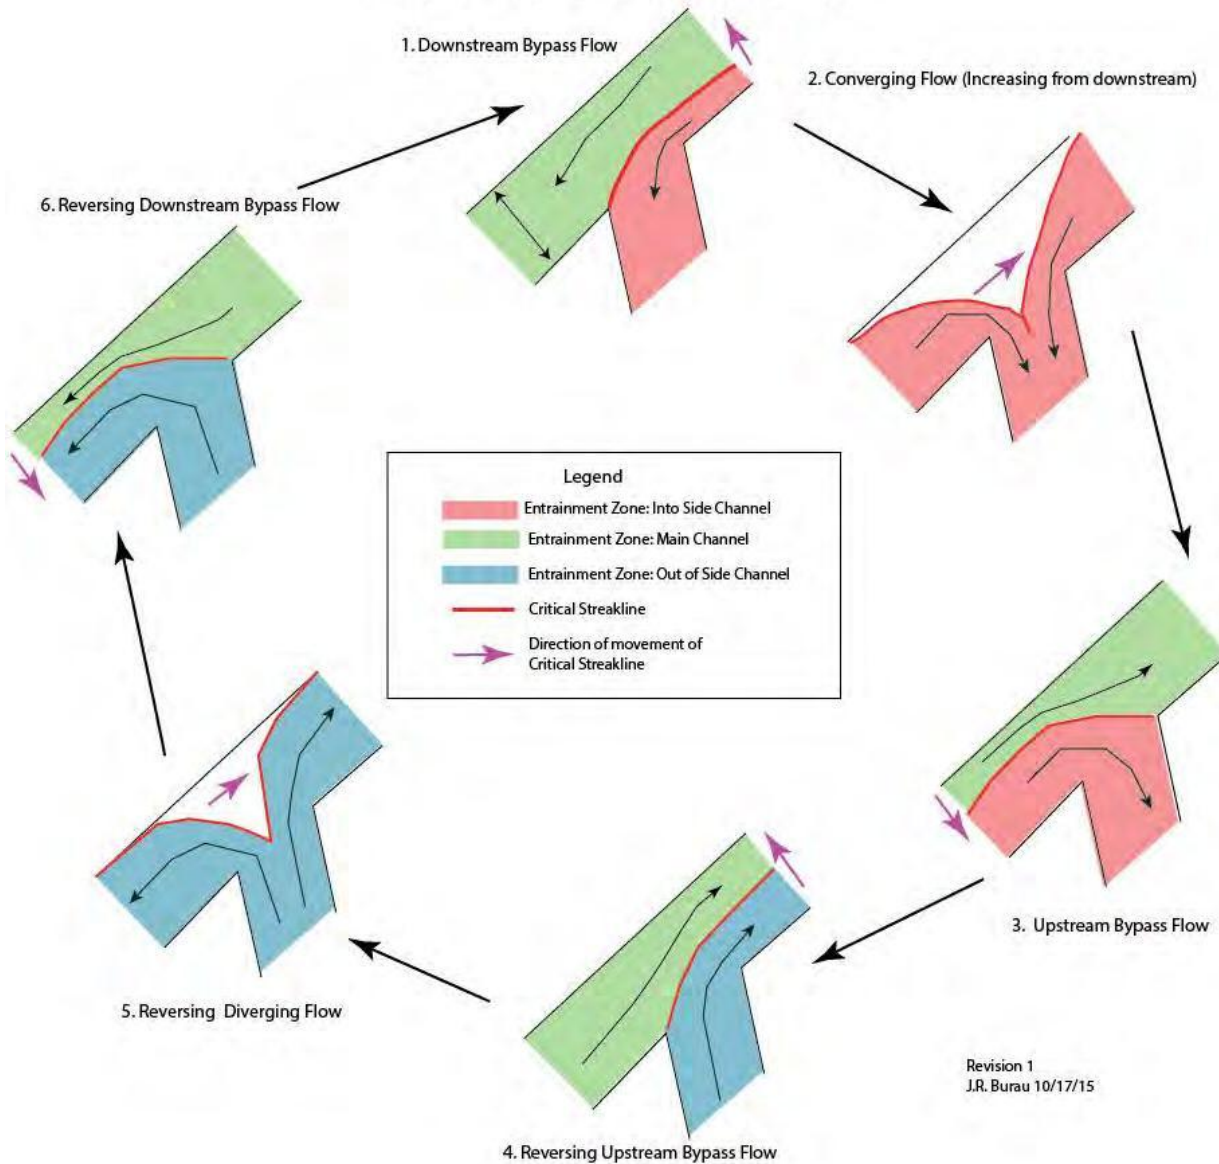 1. Downstream Bypass Flow
2. Converging Flow (Increasing from downstream)
6. Reversing Downstream Bypass Flow
Legend
Entrainment Zone: Into Side Channel
Entrainment Zone: Main Channel
Entrainment Zone: Out of Side Channel
Critical Streakline
Direction of movement of
Critical Streakline
3. Upstream Bypass Flow
5. Reversing Diverging Flow
Revision 1
J.R. Burau 10/17/15
4. Reversing Upstream Bypass Flow